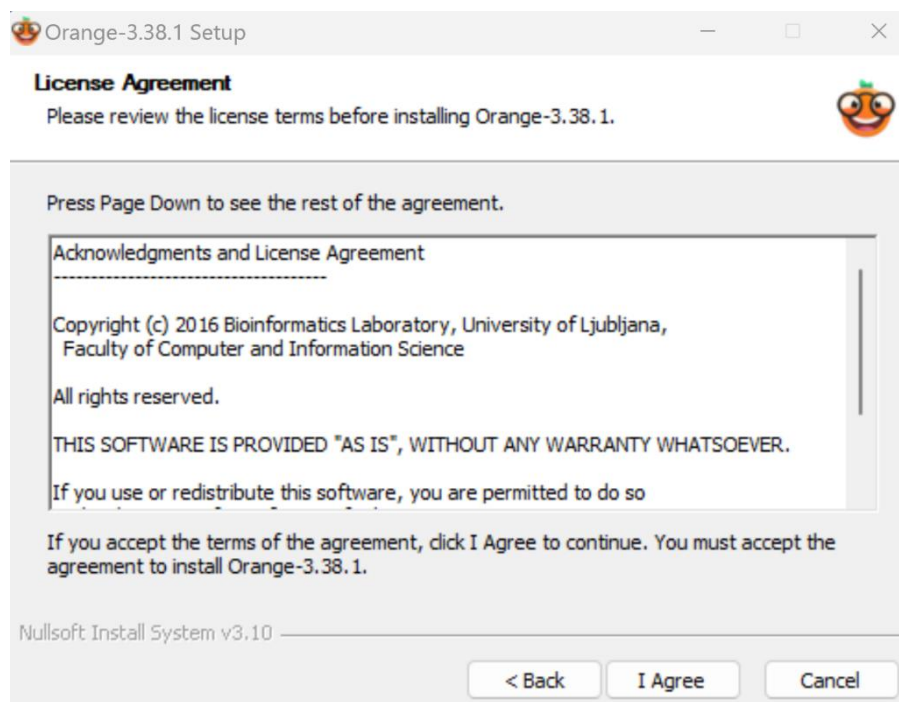 Orange-3.38.1 Setup
License Agreement
Please review the license terms before installing Orange-3.38.1.
Press Page Down to see the rest of the agreement.
Acknowledgments and License Agreement
-------------------------------------
Copyright (c) 2016 Bioinformatics Laboratory, University of Ljubljana,
Faculty of Computer and Information Science
All rights reserved.
THIS SOFTWARE IS PROVIDED "AS IS", WITHOUT ANY WARRANTY WHATSOEVER.
If you use or redistribute this software, you are permitted to do so
If you accept the terms of the agreement, click I Agree to continue. You must accept the
agreement to install Orange-3.38.1.
Nullsoft Install System v3.10
< Back
I Agree
Cancel